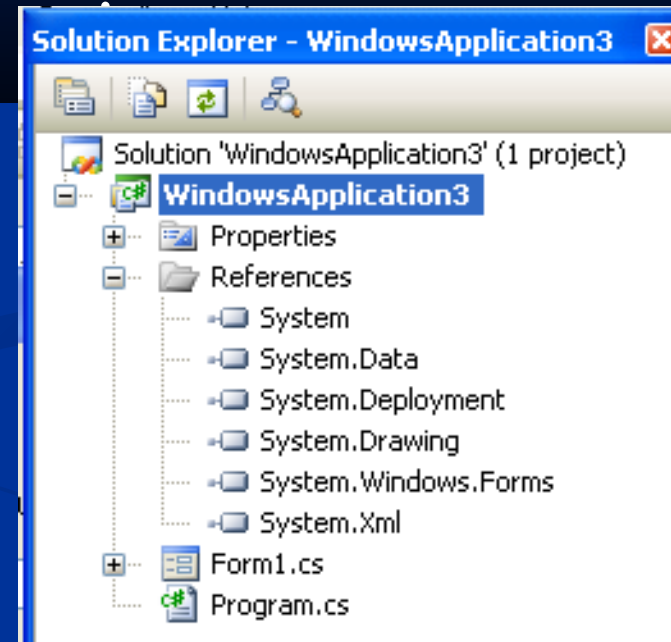 Solution Explorer - WindowsApplication3
Solution 'WindowsApplication3' (1 project)
WindowsApplication3
Properties
References
System
System.Data
System.Deployment
System.Drawing
System.Windows.Forms
System.Xml
Form1.cs
Program.cs